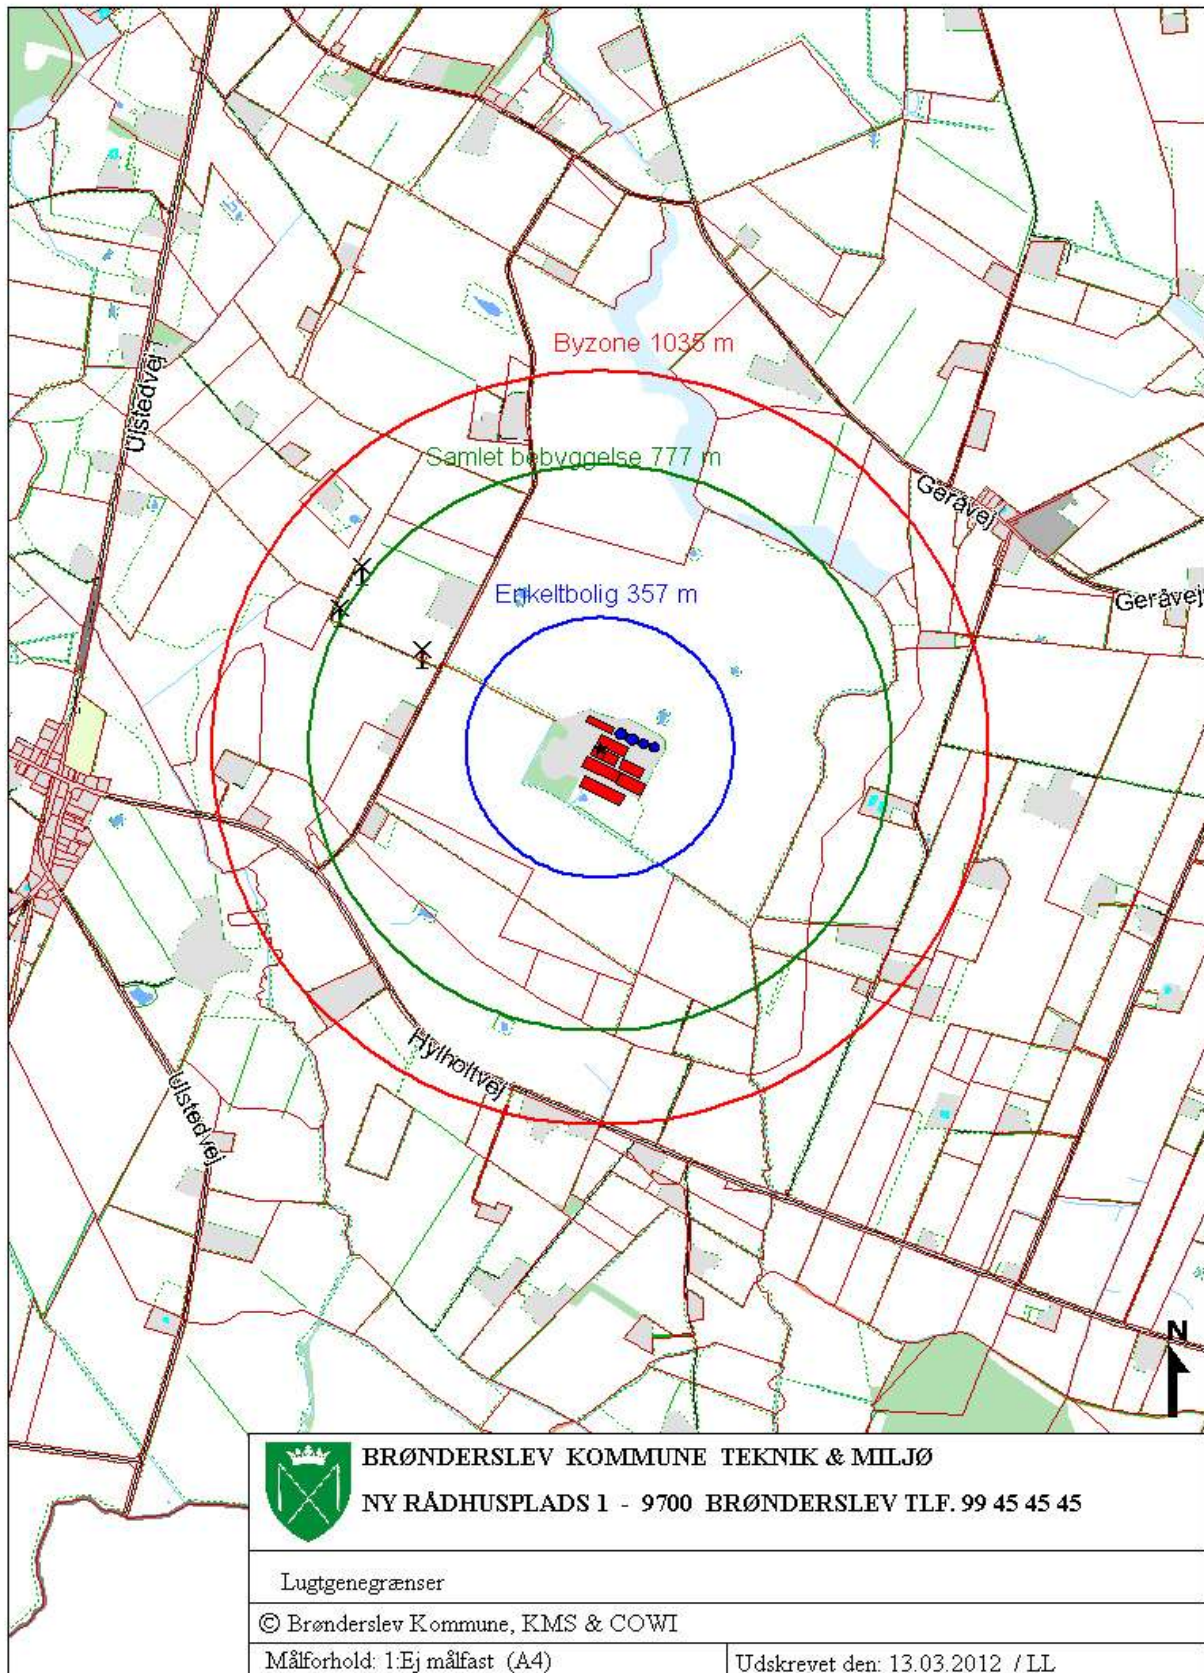 Byzone 1035 m
Ulstedvej
Samlet bebyggelse 777 m
Geråvej
Enkeltbolig 357 m
Geråvej
Hylholtvej
Ulstedvej
N
BRØNDERSLEV KOMMUNE TEKNIK & MILJØ
NY RÅDHUSPLADS 1 - 9700 BRØNDERSLEV TLF. 99 45 45 45
Lugtgenegrænser
© Brønderslev Kommune, KMS & COWI
Målforhold: 1:Ej målfast (A4)
Udskrevet den: 13.03.2012 / LL